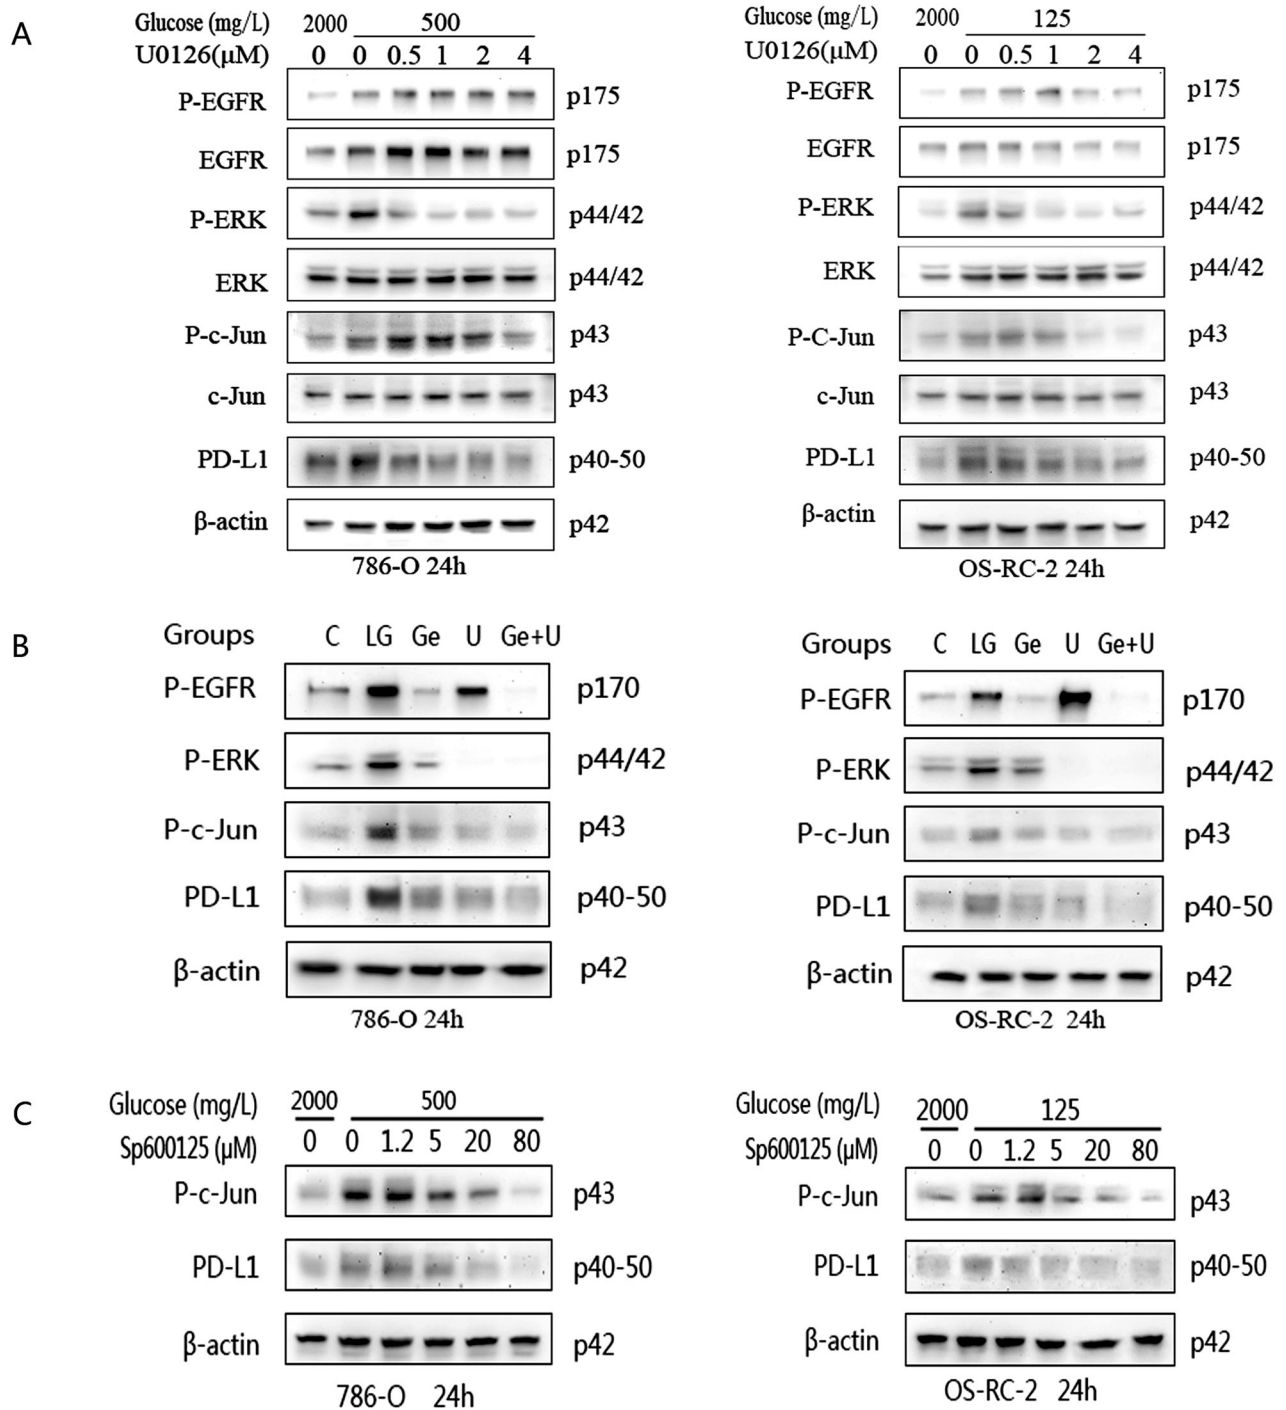 A
Glucose (mg/L) 2000 500
U0126(μM) 0 0 0.5 1 2 4
P-EGFR p175
EGFR p175
P-ERK p44/42
ERK p44/42
P-c-Jun p43
c-Jun p43
PD-L1 p40-50
β-actin p42
786-O 24h
Glucose (mg/L) 2000 125
U0126(μM) 0 0 0.5 1 2 4
P-EGFR p175
EGFR p175
P-ERK p44/42
ERK p44/42
P-C-Jun p43
c-Jun p43
PD-L1 p40-50
β-actin p42
OS-RC-2 24h
B
Groups C LG Ge U Ge+U
P-EGFR p170
P-ERK p44/42
P-c-Jun p43
PD-L1 p40-50
β-actin p42
786-O 24h
Groups C LG Ge U Ge+U
P-EGFR p170
P-ERK p44/42
P-c-Jun p43
PD-L1 p40-50
β-actin p42
OS-RC-2 24h
C
Glucose (mg/L) 2000 500
Sp600125 (μM) 0 0 1.2 5 20 80
P-c-Jun p43
PD-L1 p40-50
β-actin p42
786-O 24h
Glucose (mg/L) 2000 125
Sp600125 (μM) 0 0 1.2 5 20 80
P-c-Jun p43
PD-L1 p40-50
β-actin p42
OS-RC-2 24h